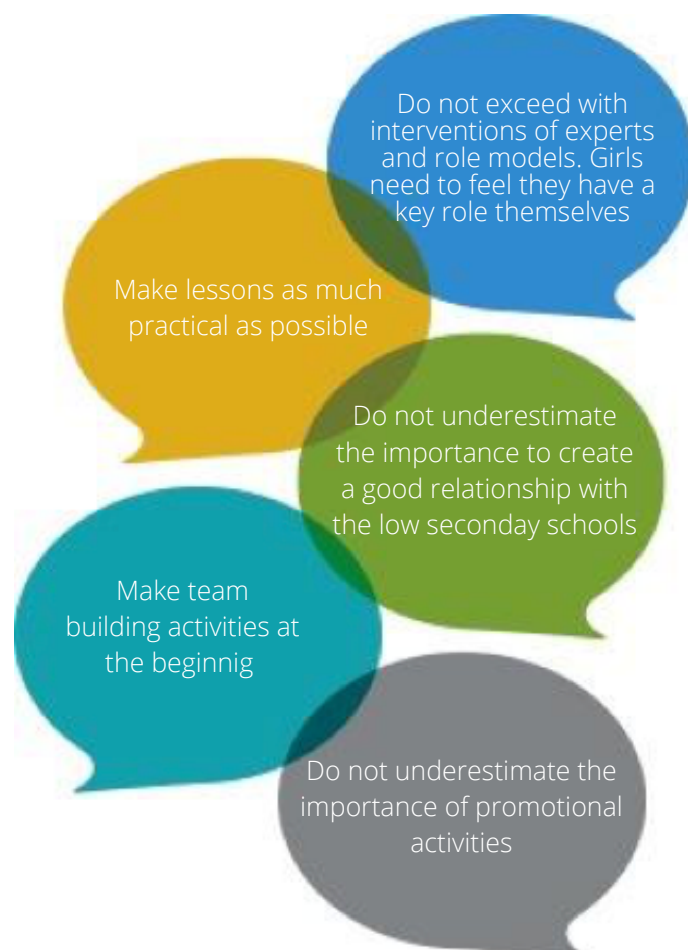 Do not exceed with
interventions of experts
and role models. Girls
need to feel they have a
key role themselves
Make lessons as much
practical as possible
Do not underestimate
the importance to create
a good relationship with
the low seconday schools
Make team
building activities at
the beginnig
Do not underestimate the
importance of promotional
activities